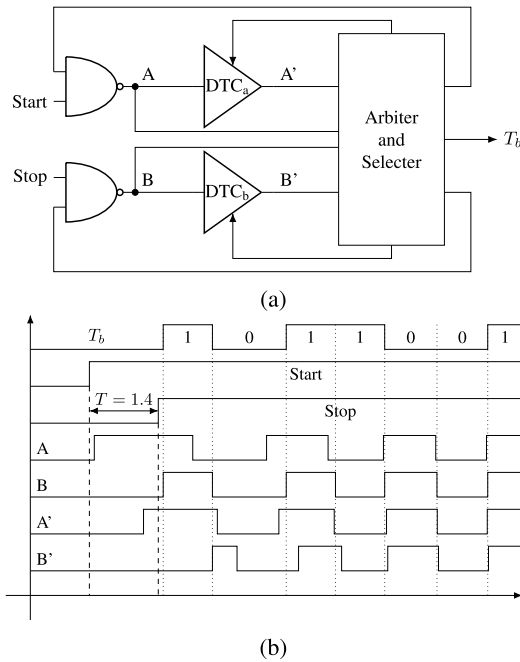 A
DTCa
A'
Start
Arbiter
and
Selecter
Tb
Stop
B
DTCb
B'
(a)
Tb 1 0 1 1 0 0 1
Start
T = 1.4
Stop
A
B
A'
B'
(b)